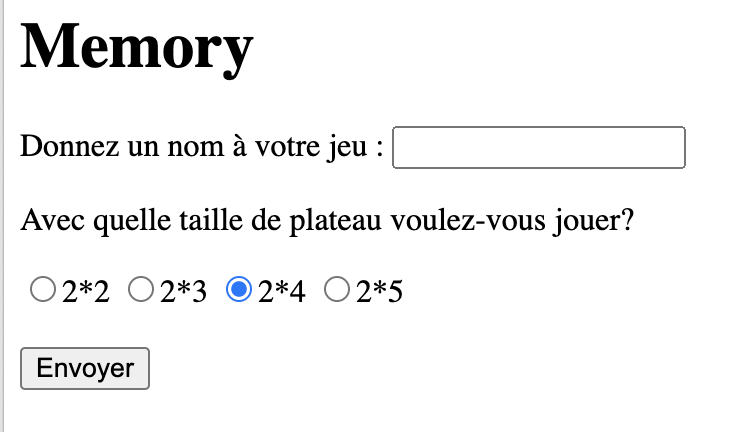 Memory
Donnez un nom à votre jeu :
Avec quelle taille de plateau voulez-vous jouer?
2*2 2*3 2*4 2*5
Envoyer